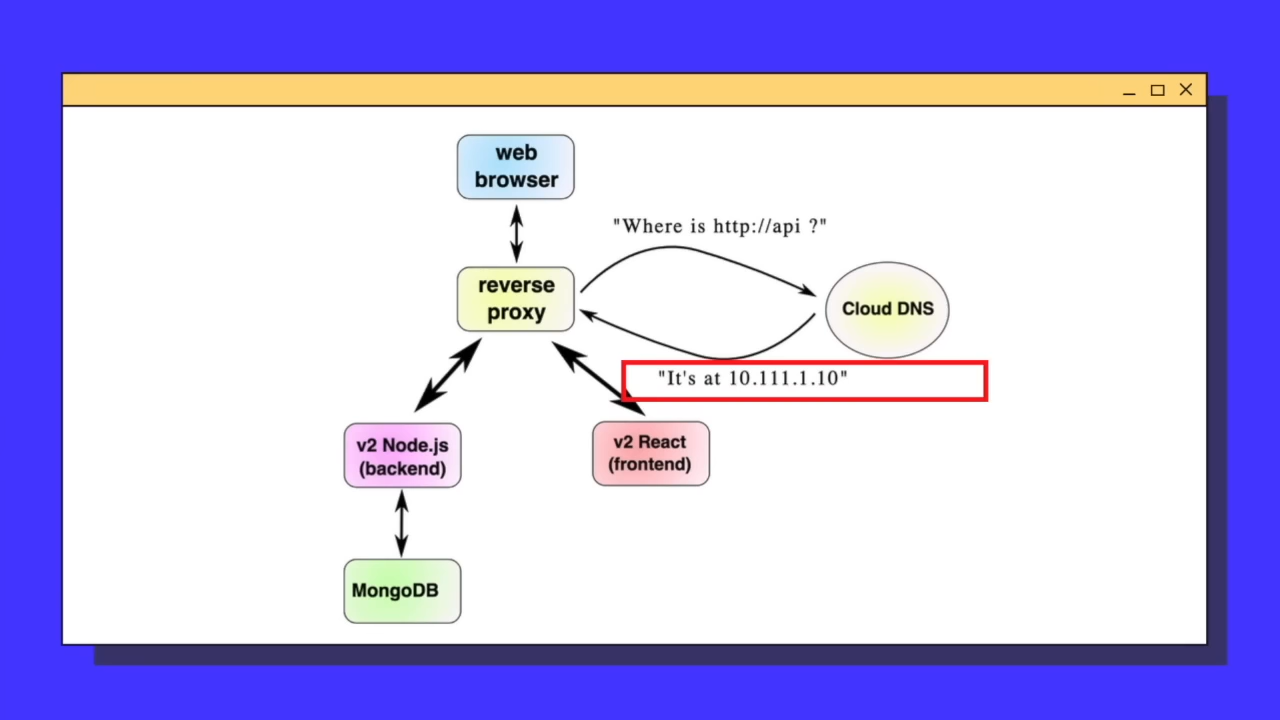 web
browser
"Where is http://api ?"
reverse
proxy
Cloud DNS
"It's at 10.111.1.10"
v2 Node.js
(backend)
v2 React
(frontend)
MongoDB